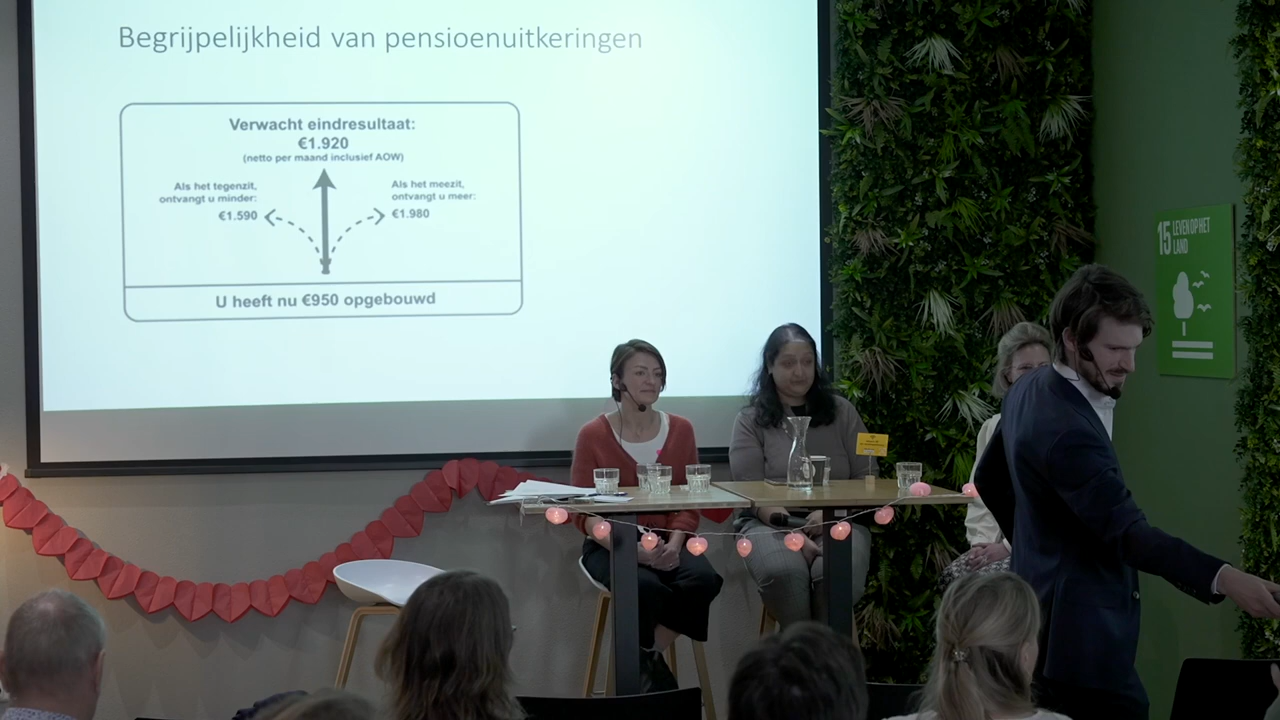 Begrijpelijkheid van pensioenuitkeringen
Verwacht eindresultaat:
€1.920
(netto per maand inclusief AOW)
Als het tegenzit,
ontvangt u minder:
€1.590
Als het meezit,
ontvangt u meer:
€1.980
U heeft nu €950 opgebouwd
15 LEVEN OP HET
LAND